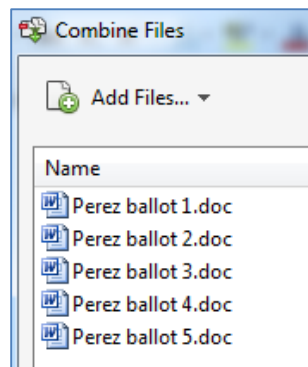 Combine Files
Add Files...
Name
Perez ballot 1.doc
Perez ballot 2.doc
Perez ballot 3.doc
Perez ballot 4.doc
Perez ballot 5.doc